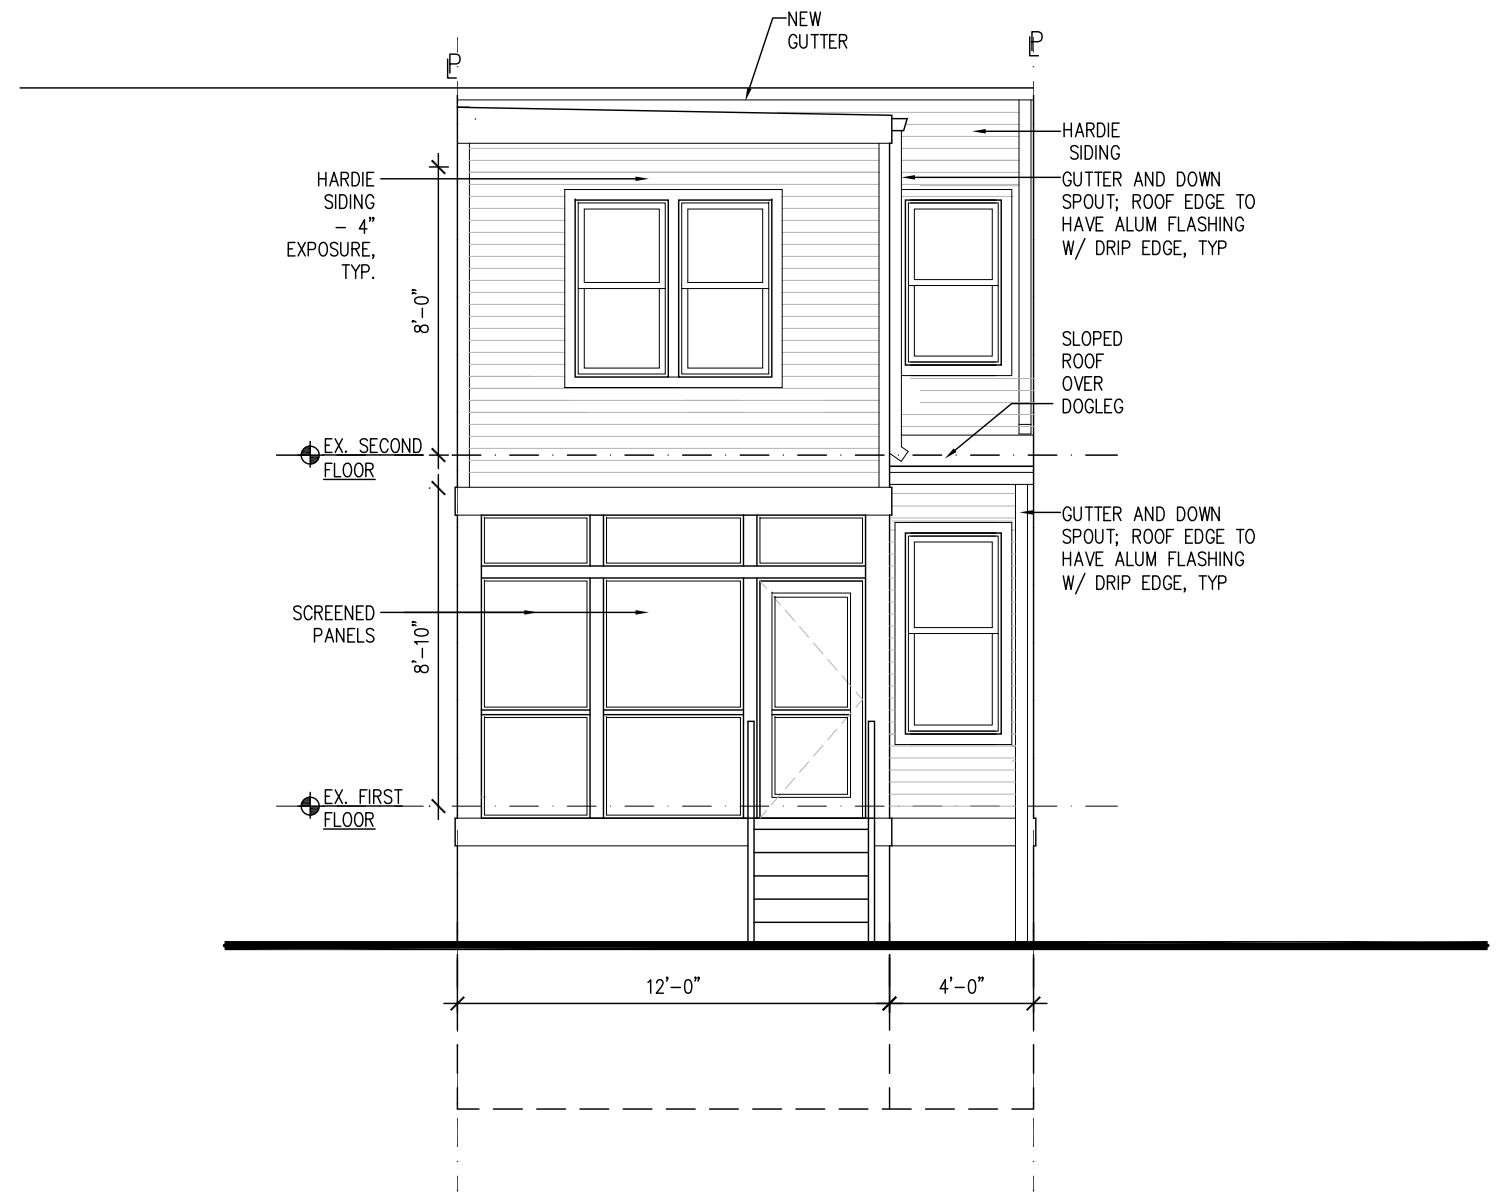 NEW
GUTTER
PL
PL
HARDIE
SIDING
HARDIE
SIDING
– 4"
EXPOSURE,
TYP.
GUTTER AND DOWN
SPOUT; ROOF EDGE TO
HAVE ALUM FLASHING
W/ DRIP EDGE, TYP
8'–0"
SLOPED
ROOF
OVER
DOGLEG
EX. SECOND
FLOOR
GUTTER AND DOWN
SPOUT; ROOF EDGE TO
HAVE ALUM FLASHING
W/ DRIP EDGE, TYP
SCREENED
PANELS
8'–10"
EX. FIRST
FLOOR
12'–0"
4'–0"